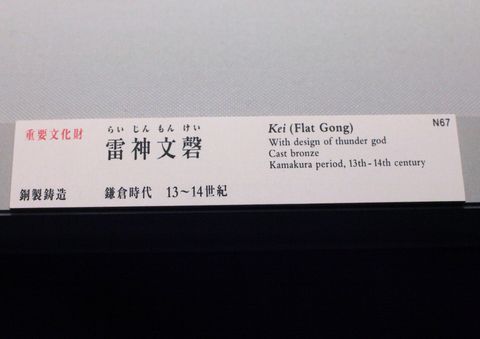 重要文化財
らいじんもんけい
雷神文磬
銅製鋳造
鎌倉時代 13〜14世紀
Kei (Flat Gong)
With design of thunder god
Cast bronze
Kamakura period, 13th-14th century
N67